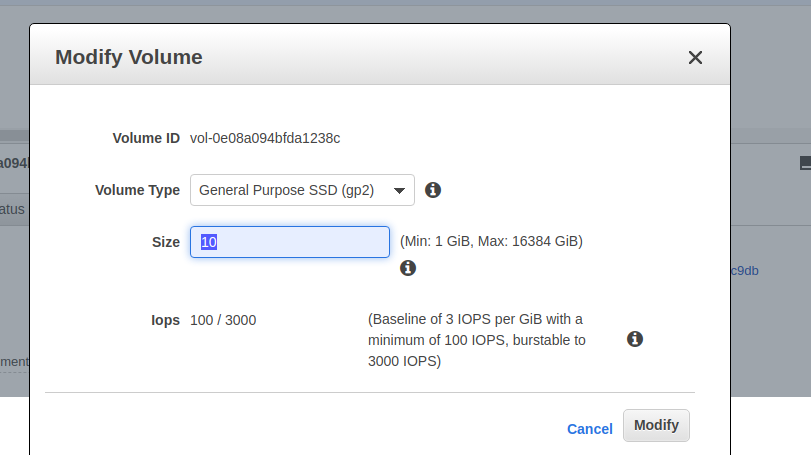 Modify Volume
Volume ID vol-0e08a094bfda1238c
a094
Volume Type General Purpose SSD (gp2)
atus
Size 10 (Min: 1 GiB, Max: 16384 GiB)
c9db
Iops 100 / 3000 (Baseline of 3 IOPS per GiB with a
minimum of 100 IOPS, burstable to
3000 IOPS)
ment
Cancel Modify